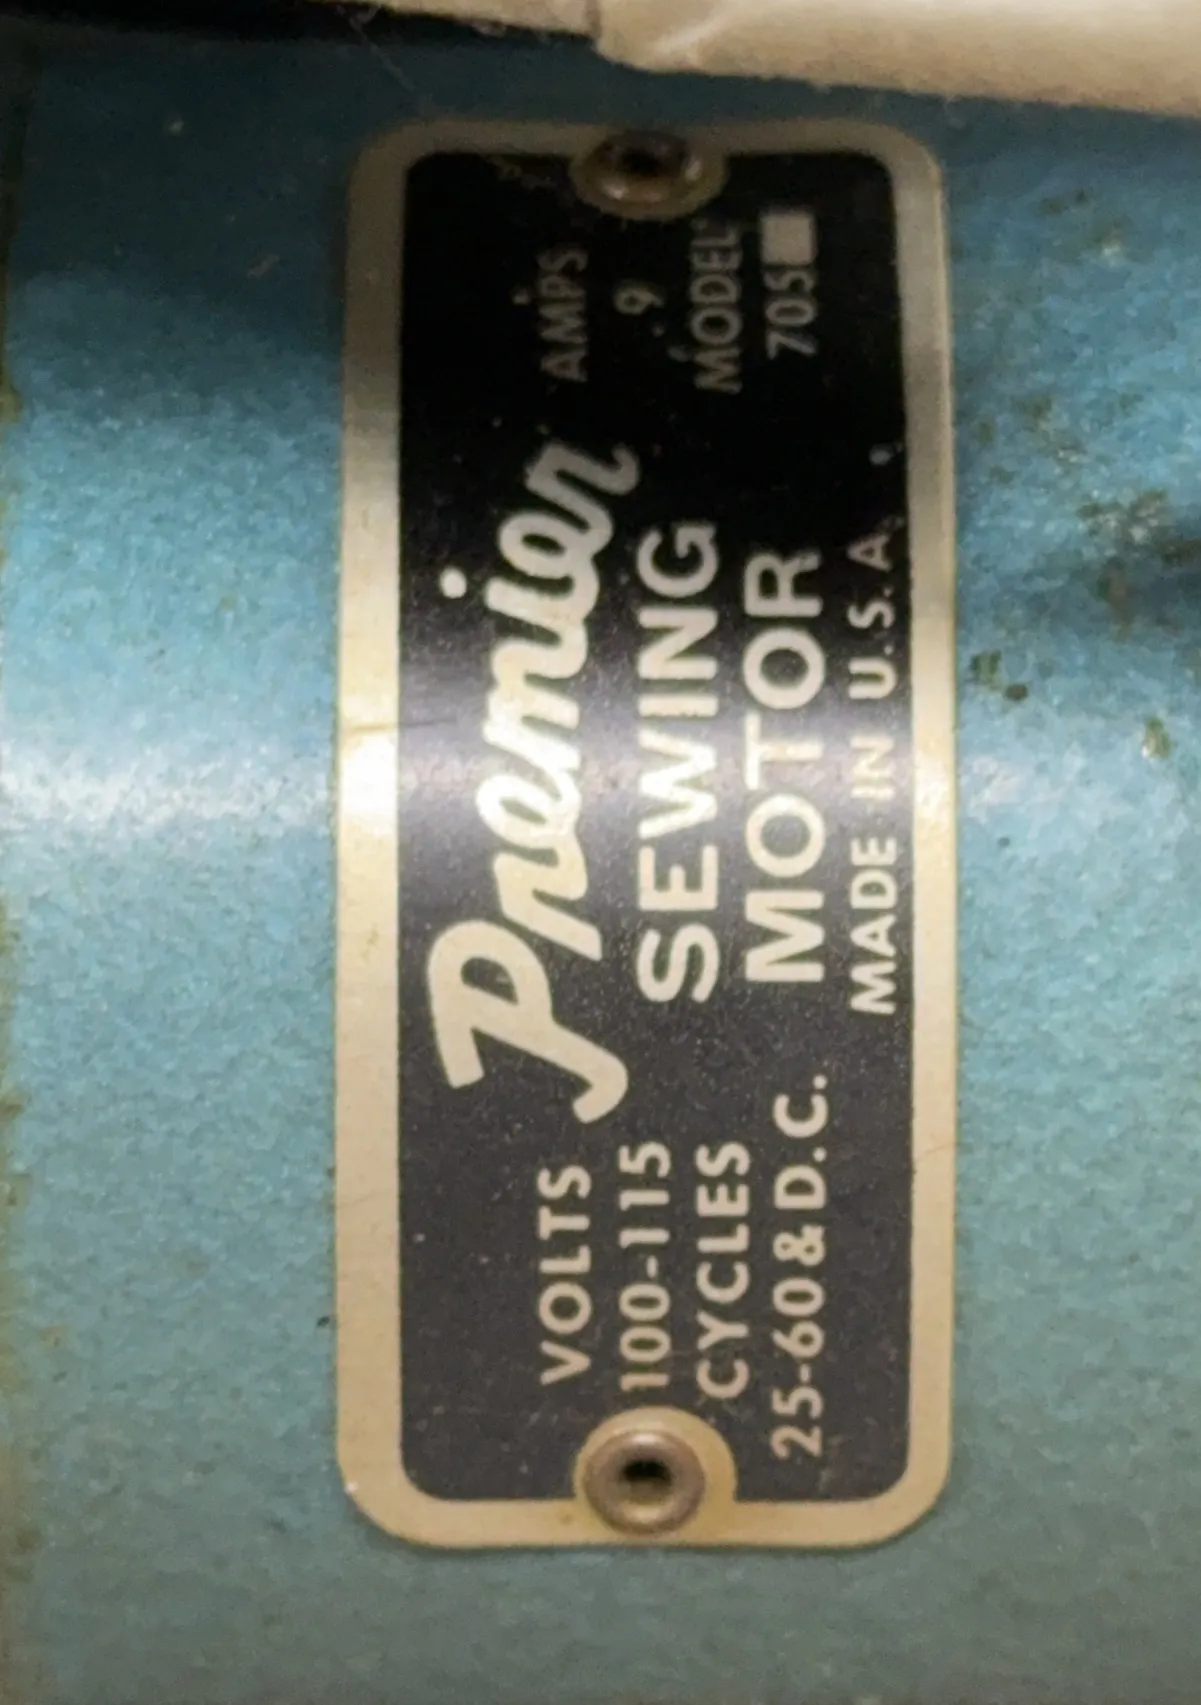 Premier
SEWING
MOTOR
MADE IN U.S.A.
VOLTS
100-115
CYCLES
25-60 & D.C.
AMPS
.9
MODEL
705